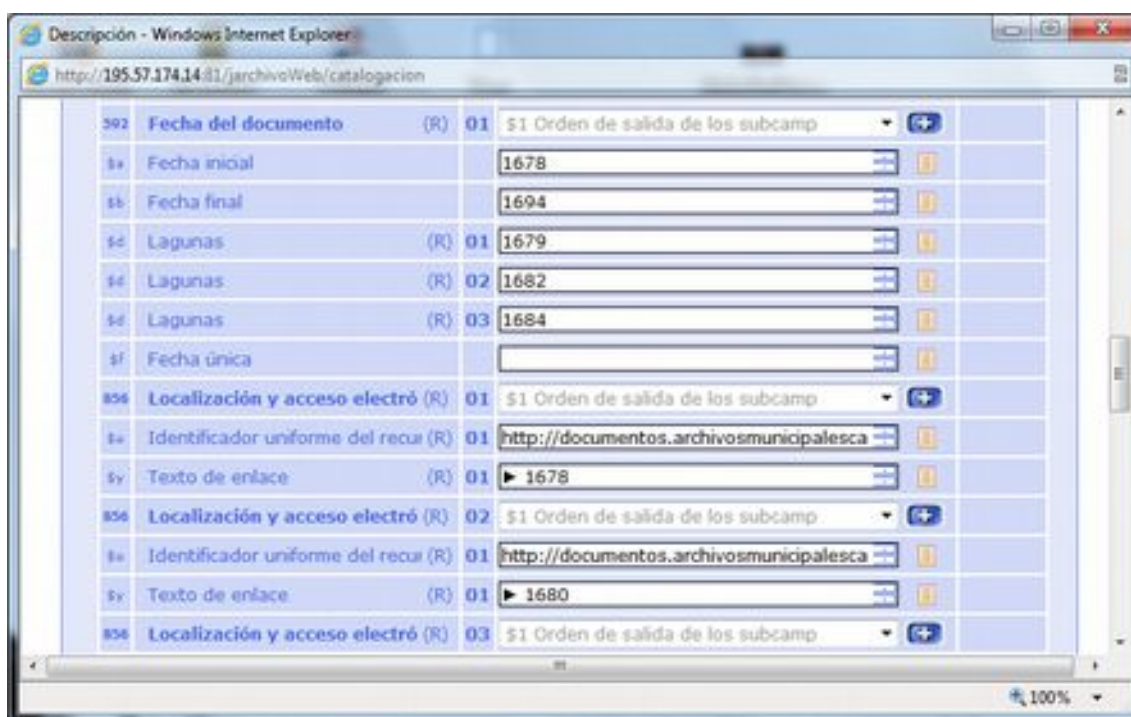 Descripción - Windows Internet Explorer
http://195.57.174.14:81/jarchivoWeb/catalogacion
392 Fecha del documento (R) 01 $1 Orden de salida de los subcamp
$a Fecha inicial 1678
$b Fecha final 1694
$d Lagunas (R) 01 1679
$d Lagunas (R) 02 1682
$d Lagunas (R) 03 1684
$f Fecha única
856 Localización y acceso electró (R) 01 $1 Orden de salida de los subcamp
$u Identificador uniforme del recur (R) 01 http://documentos.archivosmunicipalesca
$y Texto de enlace (R) 01 ► 1678
856 Localización y acceso electró (R) 02 $1 Orden de salida de los subcamp
$u Identificador uniforme del recur (R) 01 http://documentos.archivosmunicipalesca
$y Texto de enlace (R) 01 ► 1680
856 Localización y acceso electró (R) 03 $1 Orden de salida de los subcamp
100%